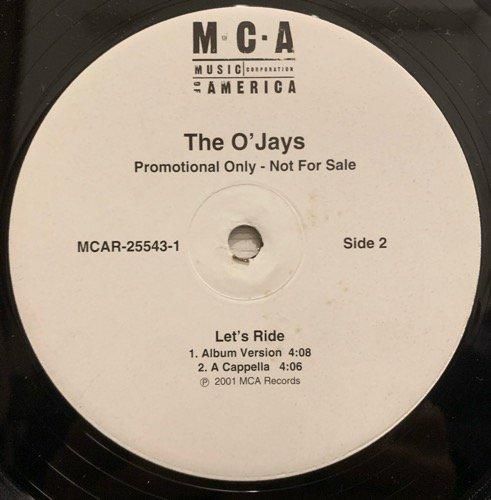 M·C·A
MUSIC CORPORATION
OF AMERICA
The O'Jays
Promotional Only - Not For Sale
MCAR-25543-1
Side 2
Let's Ride
1. Album Version 4:08
2. A Cappella 4:06
℗ 2001 MCA Records